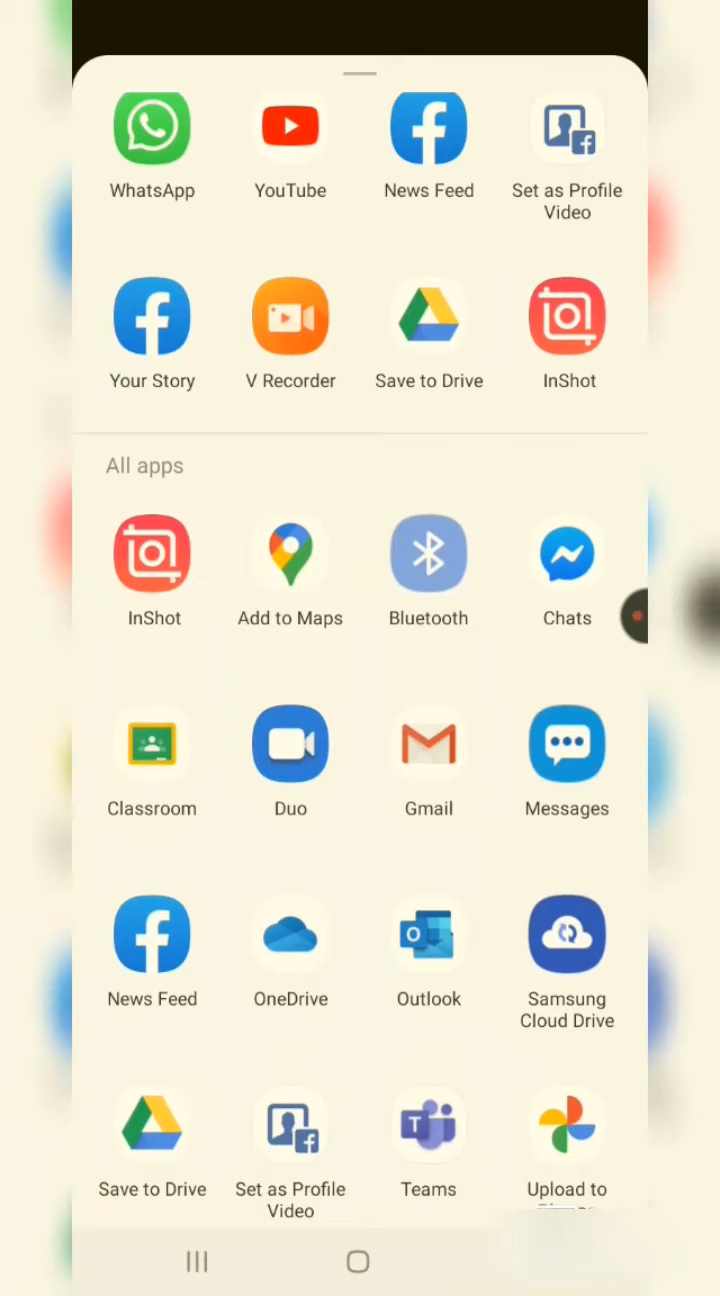 WhatsApp
YouTube
News Feed
Set as Profile
Video
Your Story
V Recorder
Save to Drive
InShot
All apps
InShot
Add to Maps
Bluetooth
Chats
Classroom
Duo
Gmail
Messages
News Feed
OneDrive
Outlook
Samsung
Cloud Drive
Save to Drive
Set as Profile
Video
Teams
Upload to